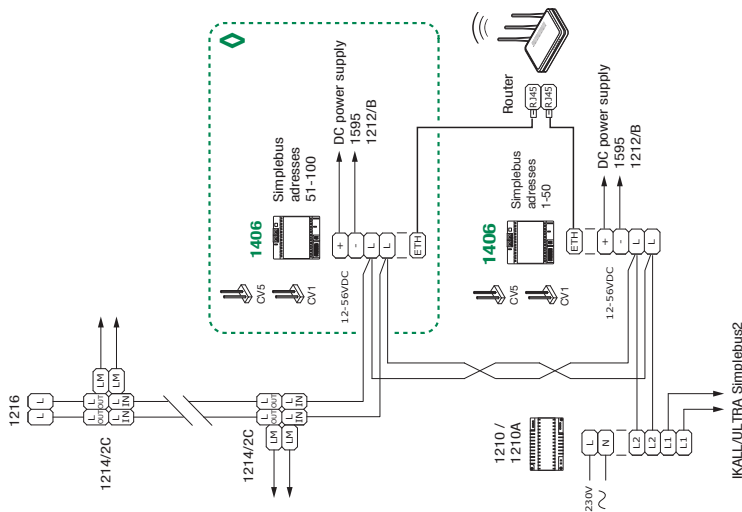 1216
L
L
L
L
OUT
OUT
L
L
IN
IN
LM
LM
1214/2C
L
L
OUT
OUT
L
L
IN
IN
LM
LM
1214/2C
1406
Simplebus
adresses
51-100
CV5
CV1
12-56VDC
+
-
L
L
ETH
DC power supply
1595
1212/B
Router
RJ45
RJ45
1406
Simplebus
adresses
1-50
CV5
CV1
12-56VDC
ETH
+
-
L
L
DC power supply
1595
1212/B
1210 /
1210A
230V
L
N
L2
L2
L1
L1
IKALL/ULTRA Simplebus2